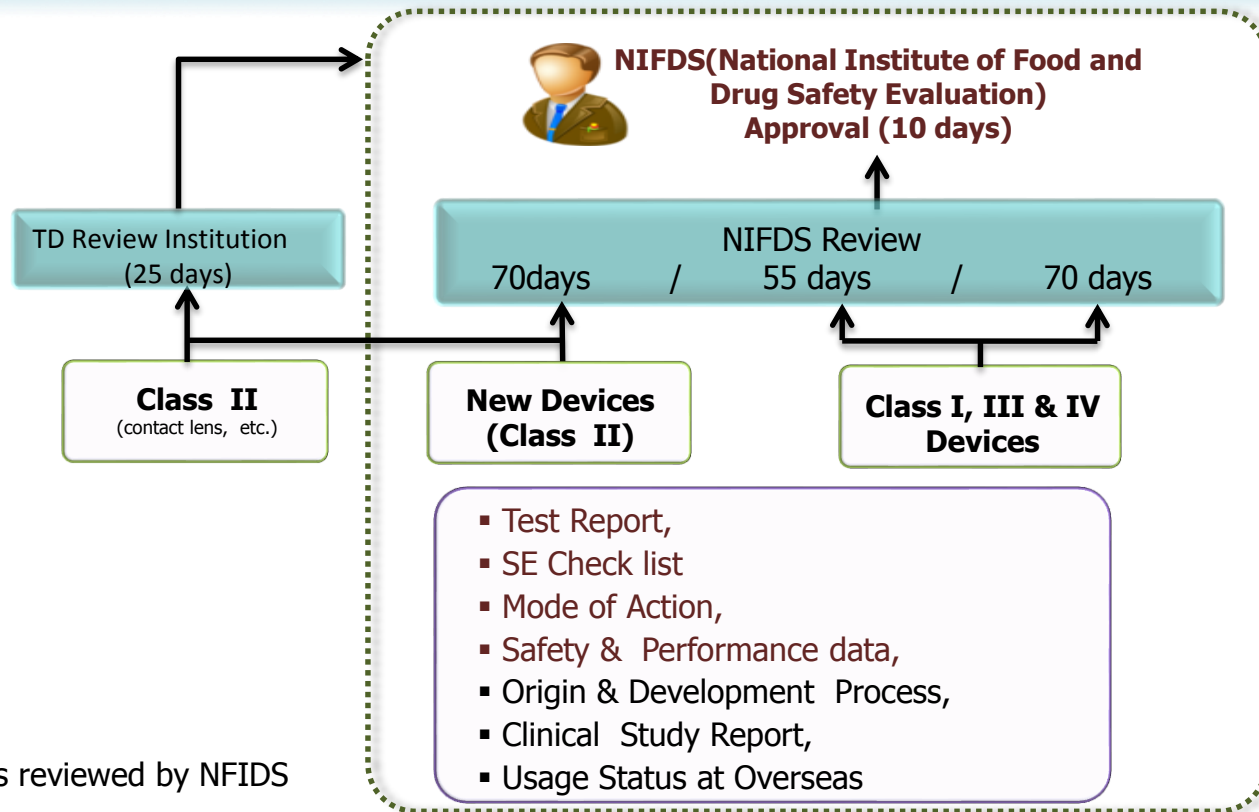 NIFDS(National Institute of Food and
Drug Safety Evaluation)
Approval (10 days)
TD Review Institution
(25 days)
NIFDS Review
70days / 55 days / 70 days
Class II
(contact lens, etc.)
New Devices
(Class II)
Class I, III & IV
Devices
▪ Test Report,
▪ SE Check list
▪ Mode of Action,
▪ Safety & Performance data,
▪ Origin & Development Process,
▪ Clinical Study Report,
▪ Usage Status at Overseas
s reviewed by NFIDS